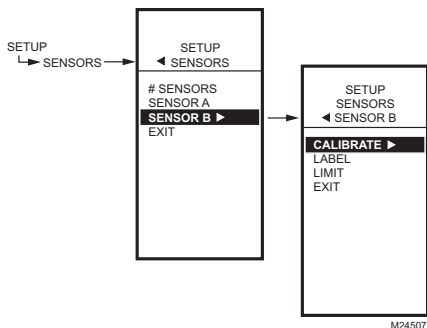 SETUP
SENSORS
SETUP
◄ SENSORS
# SENSORS
SENSOR A
SENSOR B ►
EXIT
SETUP
SENSORS
◄ SENSOR B
CALIBRATE ►
LABEL
LIMIT
EXIT
M24507